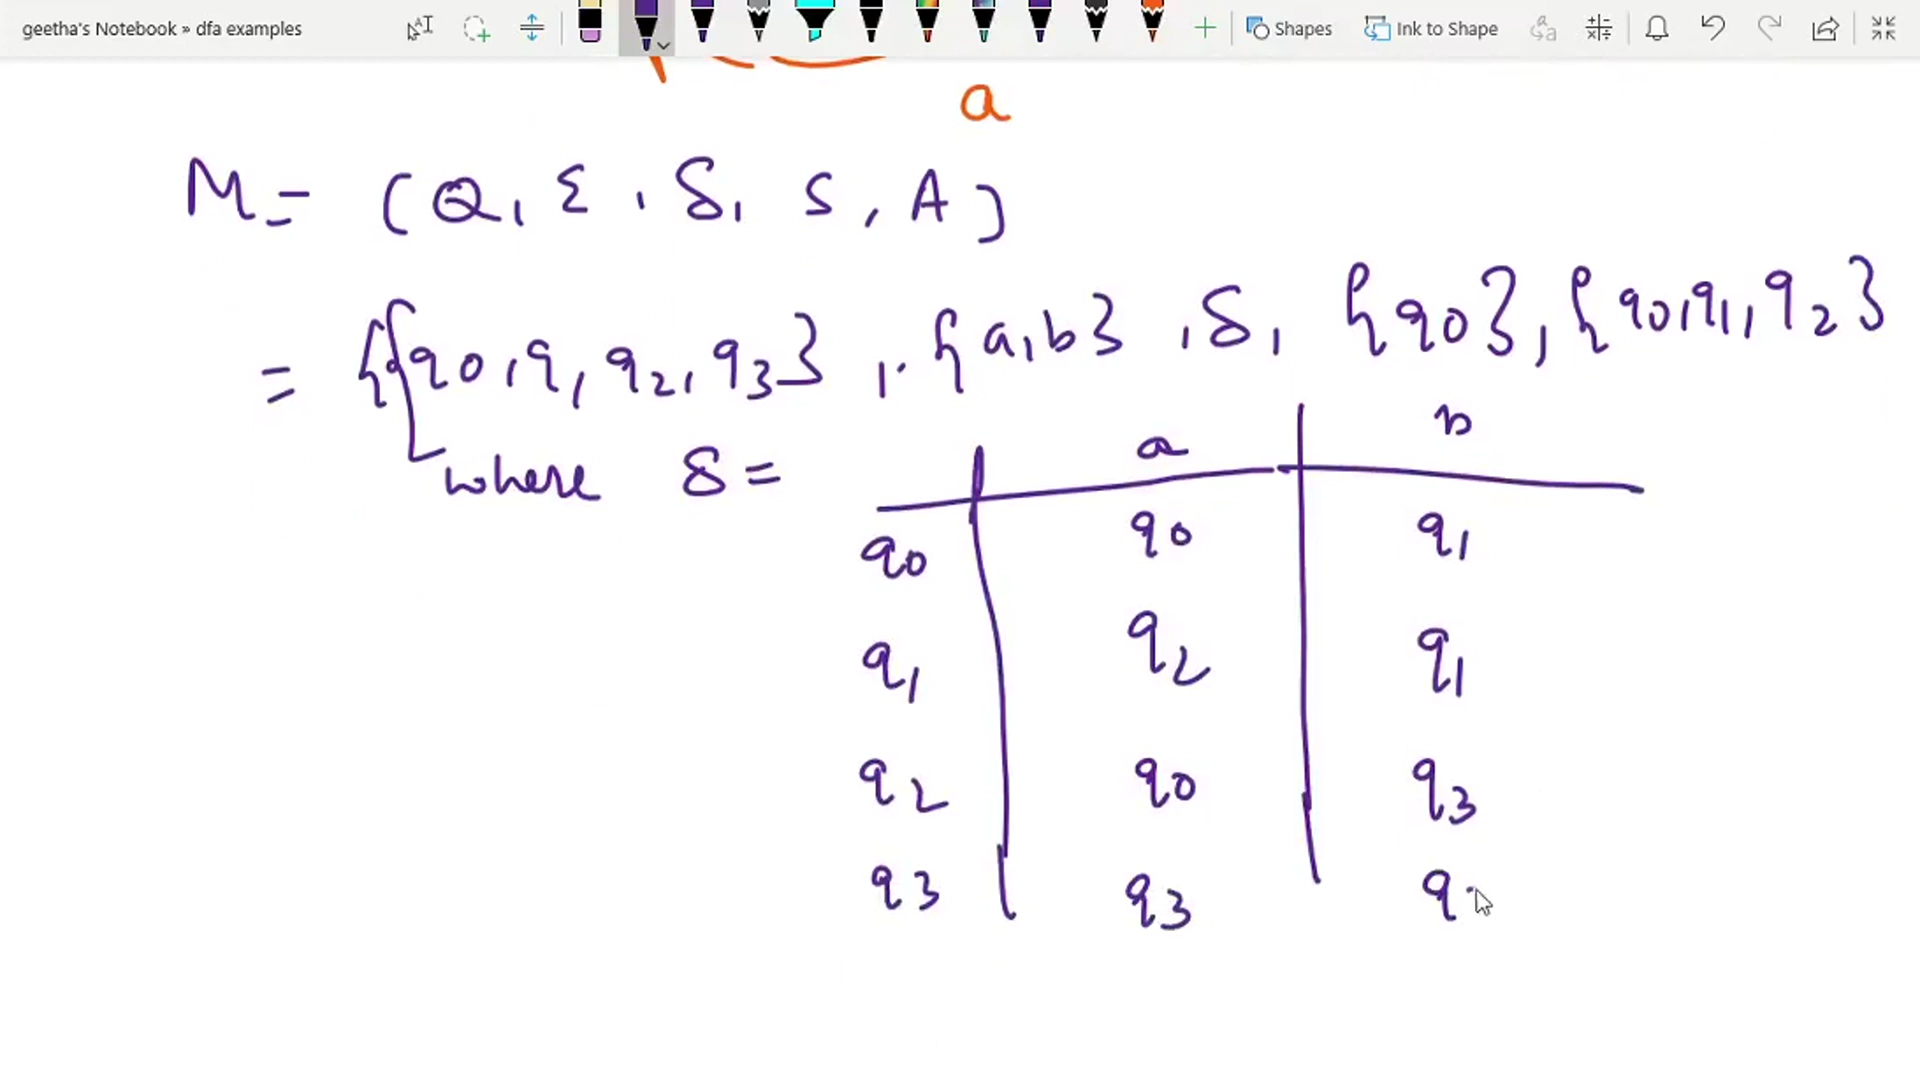 geetha's Notebook » dfa examples
Shapes
Ink to Shape
a
M = (Q, Σ, δ, S, A)
= {{q0, q1, q2, q3}, {a, b}, δ, {q0}, {q0, q1, q2}
where δ =
a b
q0 q0 q1
q1 q2 q1
q2 q0 q3
q3 q3 q